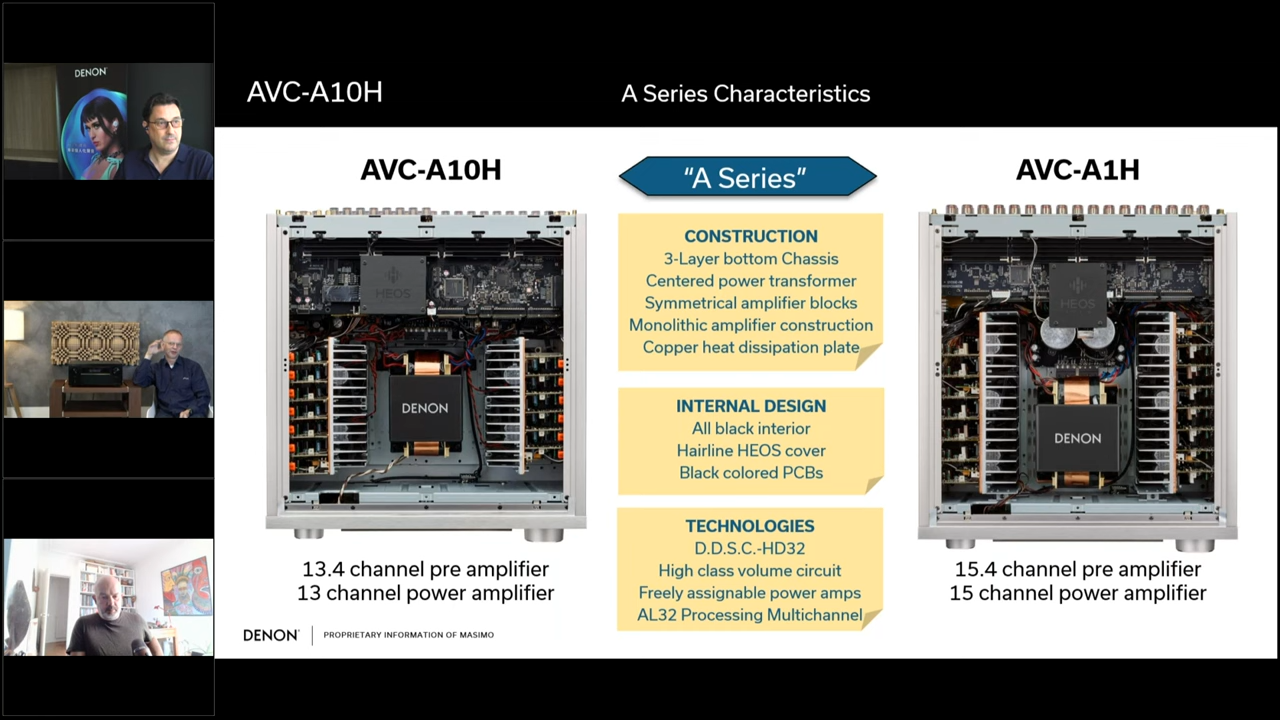 AVC-A10H
A Series Characteristics
AVC-A10H
HEOS
DENON
13.4 channel pre amplifier
13 channel power amplifier
“A Series”
CONSTRUCTION
3-Layer bottom Chassis
Centered power transformer
Symmetrical amplifier blocks
Monolithic amplifier construction
Copper heat dissipation plate
INTERNAL DESIGN
All black interior
Hairline HEOS cover
Black colored PCBs
TECHNOLOGIES
D.D.S.C.-HD32
High class volume circuit
Freely assignable power amps
AL32 Processing Multichannel
AVC-A1H
HEOS
DENON
15.4 channel pre amplifier
15 channel power amplifier
DENON
PROPRIETARY INFORMATION OF MASIMO
DENON